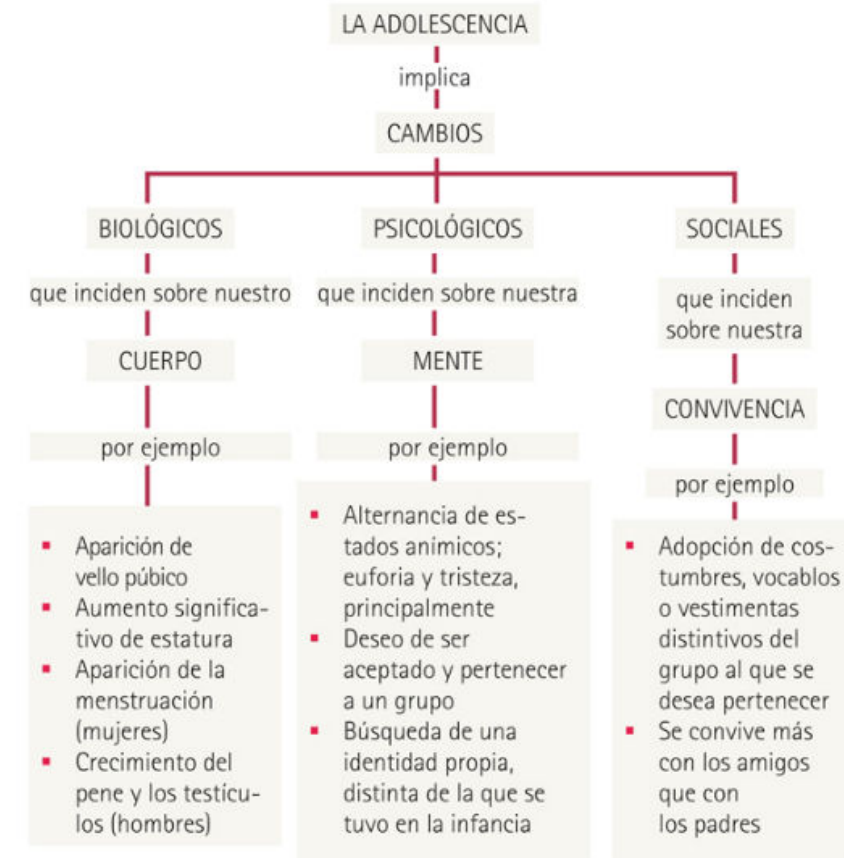 LA ADOLESCENCIA
implica
CAMBIOS
BIOLÓGICOS
que inciden sobre nuestro
CUERPO
por ejemplo
▪ Aparición de
vello púbico
▪ Aumento significa-
tivo de estatura
▪ Aparición de la
menstruación
(mujeres)
▪ Crecimiento del
pene y los testícu-
los (hombres)
PSICOLÓGICOS
que inciden sobre nuestra
MENTE
por ejemplo
▪ Alternancia de es-
tados anímicos;
euforia y tristeza,
principalmente
▪ Deseo de ser
aceptado y pertenecer
a un grupo
▪ Búsqueda de una
identidad propia,
distinta de la que se
tuvo en la infancia
SOCIALES
que inciden
sobre nuestra
CONVIVENCIA
por ejemplo
▪ Adopción de cos-
tumbres, vocablos
o vestimentas
distintivos del
grupo al que se
desea pertenecer
▪ Se convive más
con los amigos
que con
los padres